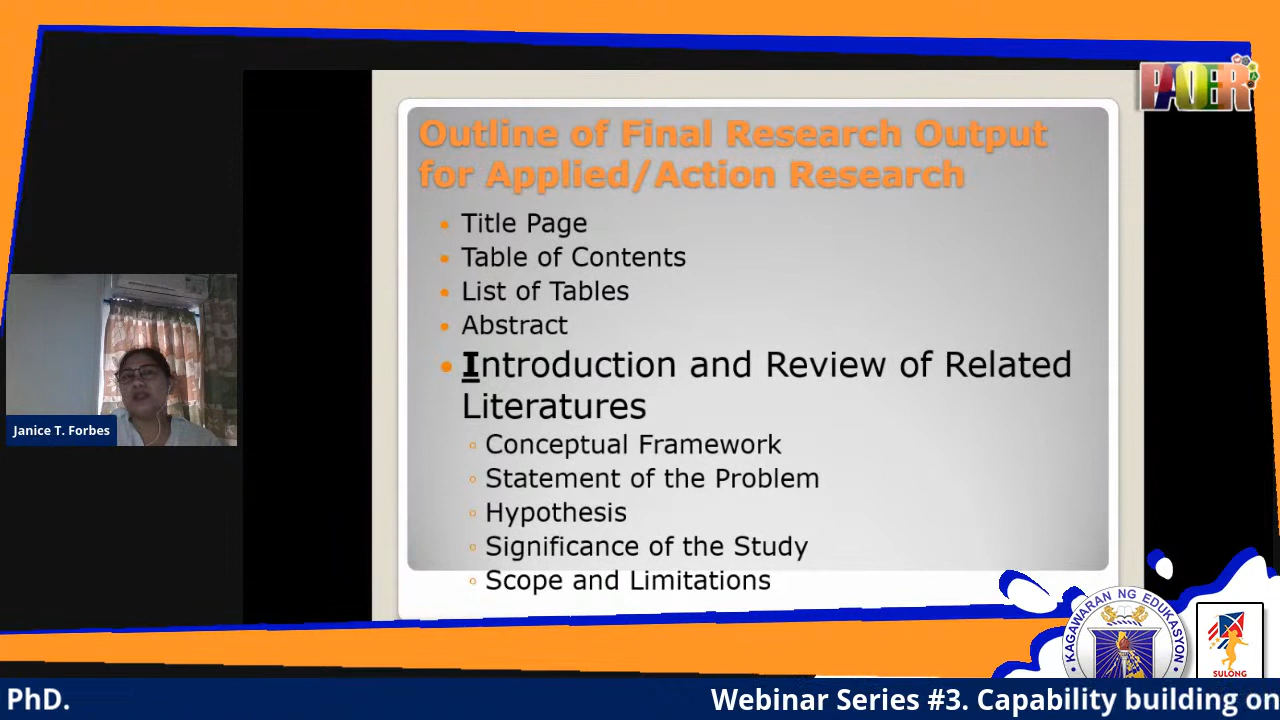 PAOER
Outline of Final Research Output
for Applied/Action Research
Title Page
Table of Contents
List of Tables
Abstract
Introduction and Review of Related
Literatures
Conceptual Framework
Statement of the Problem
Hypothesis
Significance of the Study
Scope and Limitations
Janice T. Forbes
KAGAWARAN NG EDUKASYON
SULONG
PhD.
Webinar Series #3. Capability building on